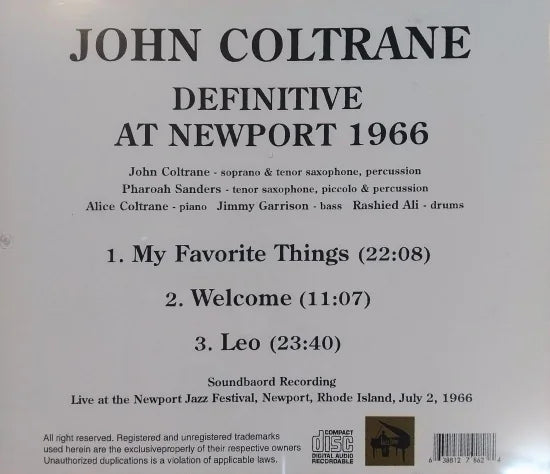 JOHN COLTRANE
DEFINITIVE
AT NEWPORT 1966
John Coltrane - soprano & tenor saxophone, percussion
Pharoah Sanders - tenor saxophone, piccolo & percussion
Alice Coltrane - piano Jimmy Garrison - bass Rashied Ali - drums
1. My Favorite Things (22:08)
2. Welcome (11:07)
3. Leo (23:40)
Soundbaord Recording
Live at the Newport Jazz Festival, Newport, Rhode Island, July 2, 1966
All right reserved. Registered and unregistered trademarks
used herein are the exclusiveproperty of their respective owners
Unauthorized duplications is a violation of applicable laws.
COMPACT
disc
DIGITAL AUDIO
RECORDABLE